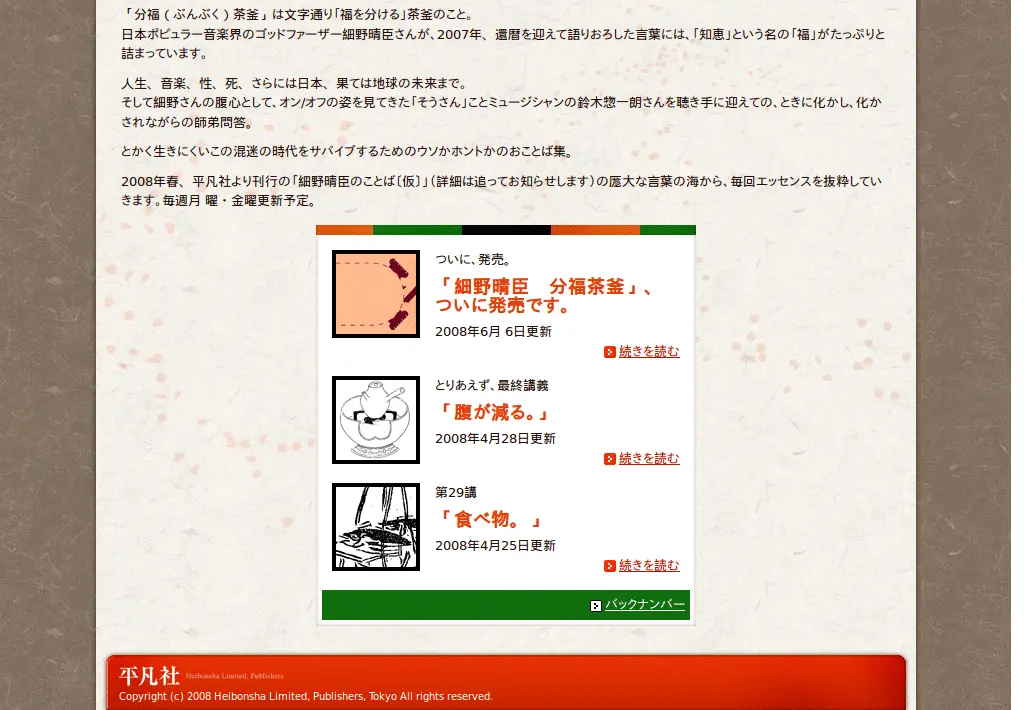 「分福(ぶんぶく)茶釜」は文字通り「福を分ける」茶釜のこと。
日本ポピュラー音楽界のゴッドファーザー細野晴臣さんが、2007年、還暦を迎えて語りおろした言葉には、「知恵」という名の「福」がたっぷりと
詰まっています。
人生、音楽、性、死、さらには日本、果ては地球の未来まで。
そして細野さんの腹心として、オン/オフの姿を見てきた「そうさん」ことミュージシャンの鈴木惣一朗さんを聴き手に迎えての、ときに化かし、化か
されながらの師弟問答。
とかく生きにくいこの混迷の時代をサバイブするためのウソかホントかのおことば集。
2008年春、平凡社より刊行の「細野晴臣のことば〔仮〕」(詳細は追ってお知らせします)の厖大な言葉の海から、毎回エッセンスを抜粋してい
きます。毎週月曜・金曜更新予定。
ついに、発売。
「細野晴臣　分福茶釜」、
ついに発売です。
2008年6月 6日更新
続きを読む
とりあえず、最終講義
「腹が減る。」
2008年4月28日更新
続きを読む
第29講
「食べ物。」
2008年4月25日更新
続きを読む
バックナンバー
平凡社 Heibonsha Limited, Publishers
Copyright (c) 2008 Heibonsha Limited, Publishers, Tokyo All rights reserved.